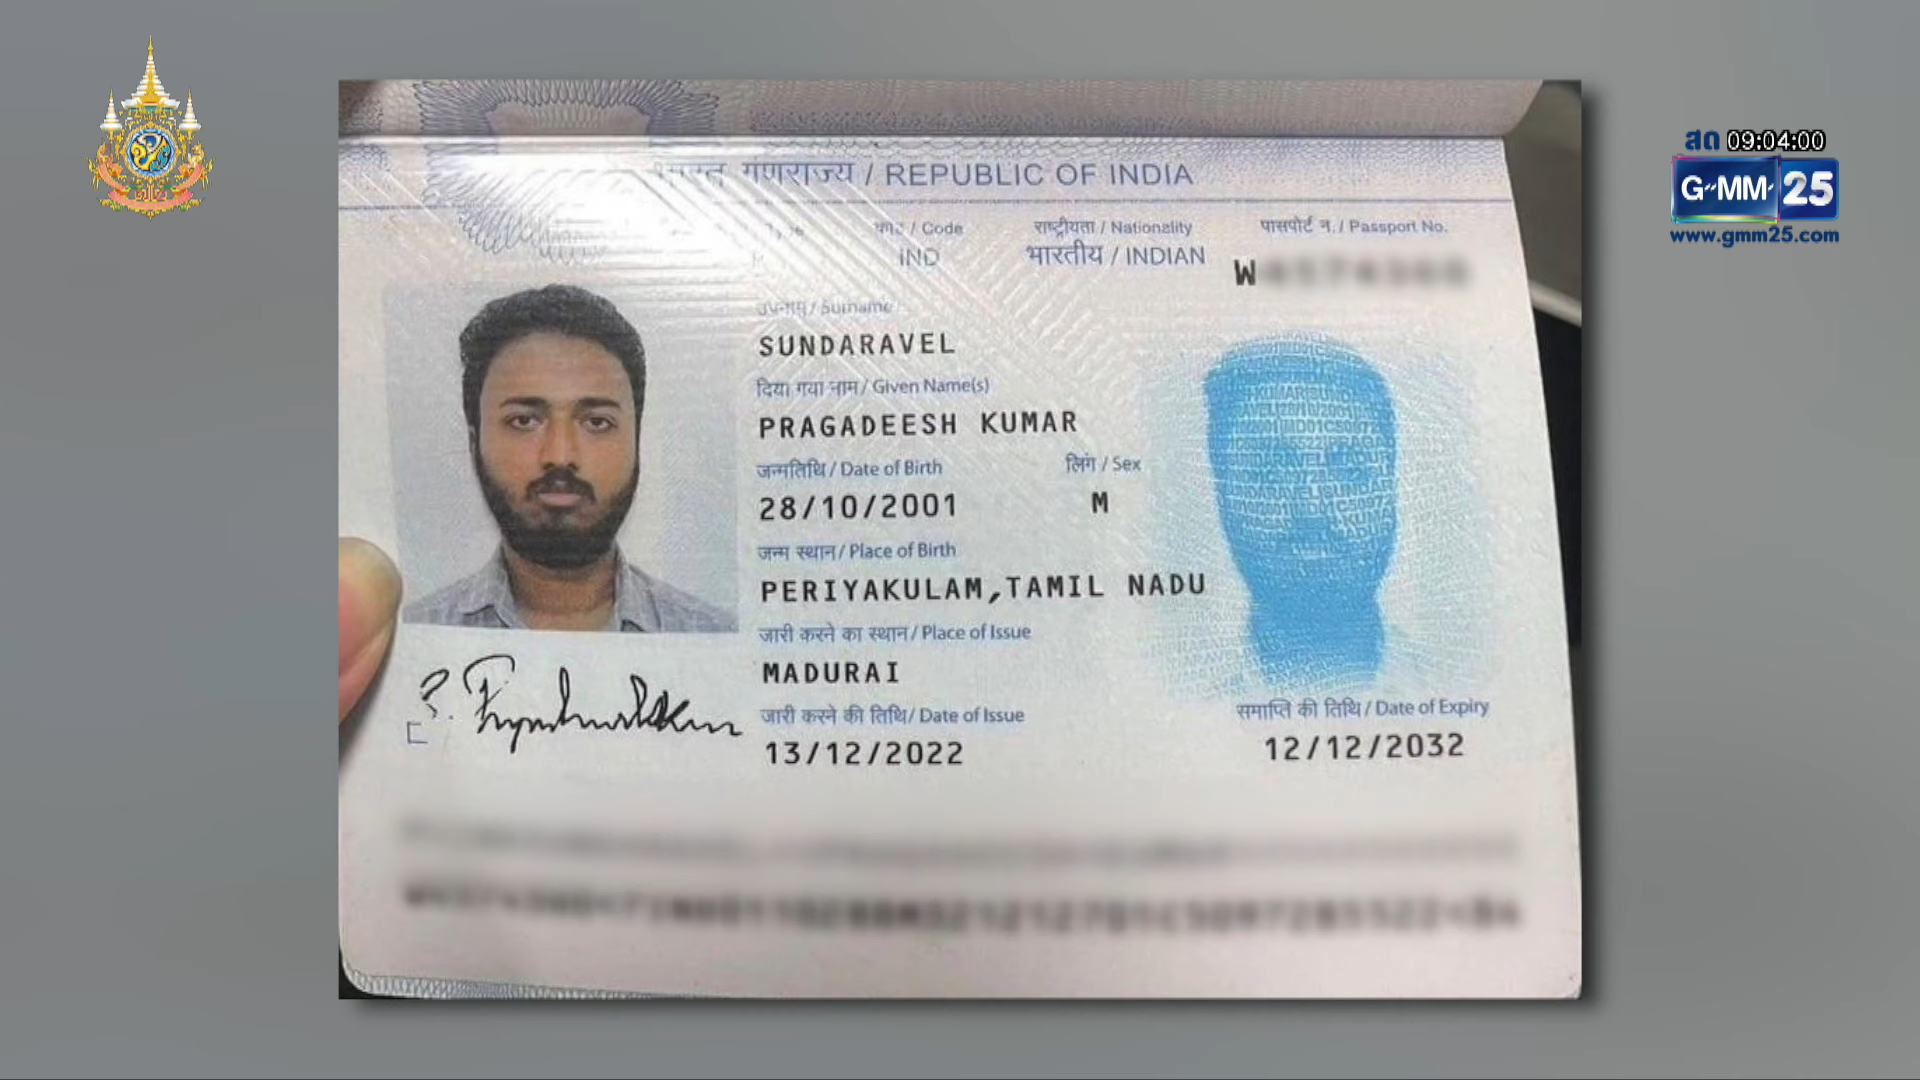 สด 09:04:00
GMM 25
www.gmm25.com
भारत गणराज्य / REPUBLIC OF INDIA
/ Code
राष्ट्रीयता / Nationality
पासपोर्ट न. / Passport No.
IND
भारतीय / INDIAN
W
उपनाम / Surname
SUNDARAVEL
दिया गया नाम / Given Name(s)
PRAGADEESH KUMAR
जन्मतिथि / Date of Birth
लिंग / Sex
28/10/2001
M
जन्म स्थान / Place of Birth
PERIYAKULAM,TAMIL NADU
जारी करने का स्थान / Place of Issue
MADURAI
जारी करने की तिथि / Date of Issue
समाप्ति की तिथि / Date of Expiry
13/12/2022
12/12/2032